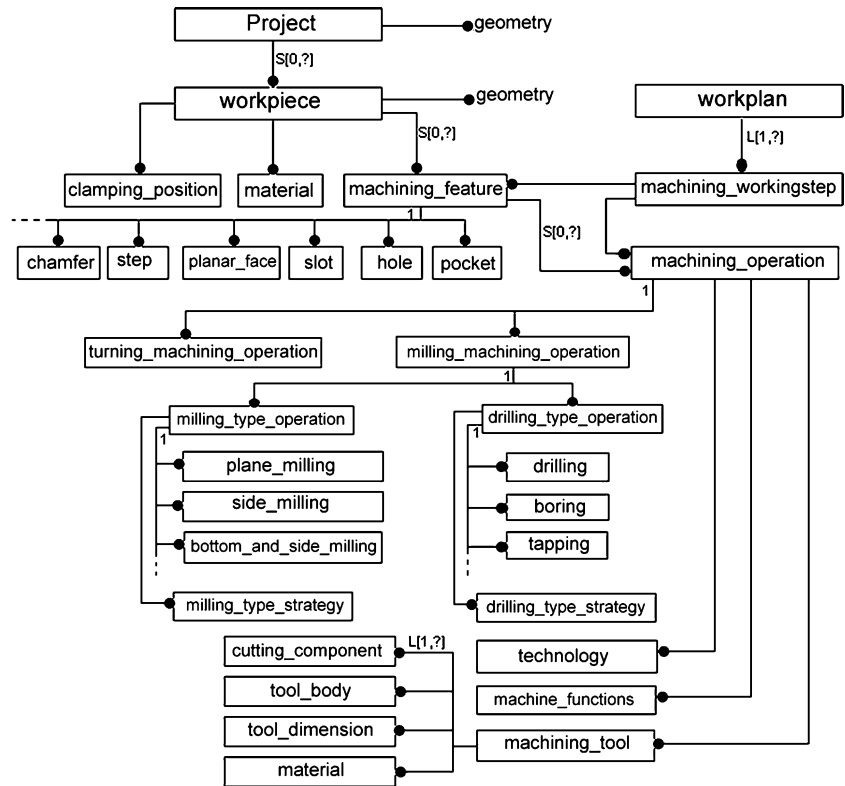 Project
geometry
S[0,?]
workpiece
geometry
workplan
S[0,?]
L[1,?]
clamping_position
material
machining_feature
machining_workingstep
1
S[0,?]
chamfer
step
planar_face
slot
hole
pocket
machining_operation
1
turning_machining_operation
milling_machining_operation
1
milling_type_operation
drilling_type_operation
1
1
plane_milling
drilling
side_milling
boring
bottom_and_side_milling
tapping
milling_type_strategy
drilling_type_strategy
cutting_component
L[1,?]
technology
tool_body
machine_functions
tool_dimension
machining_tool
material